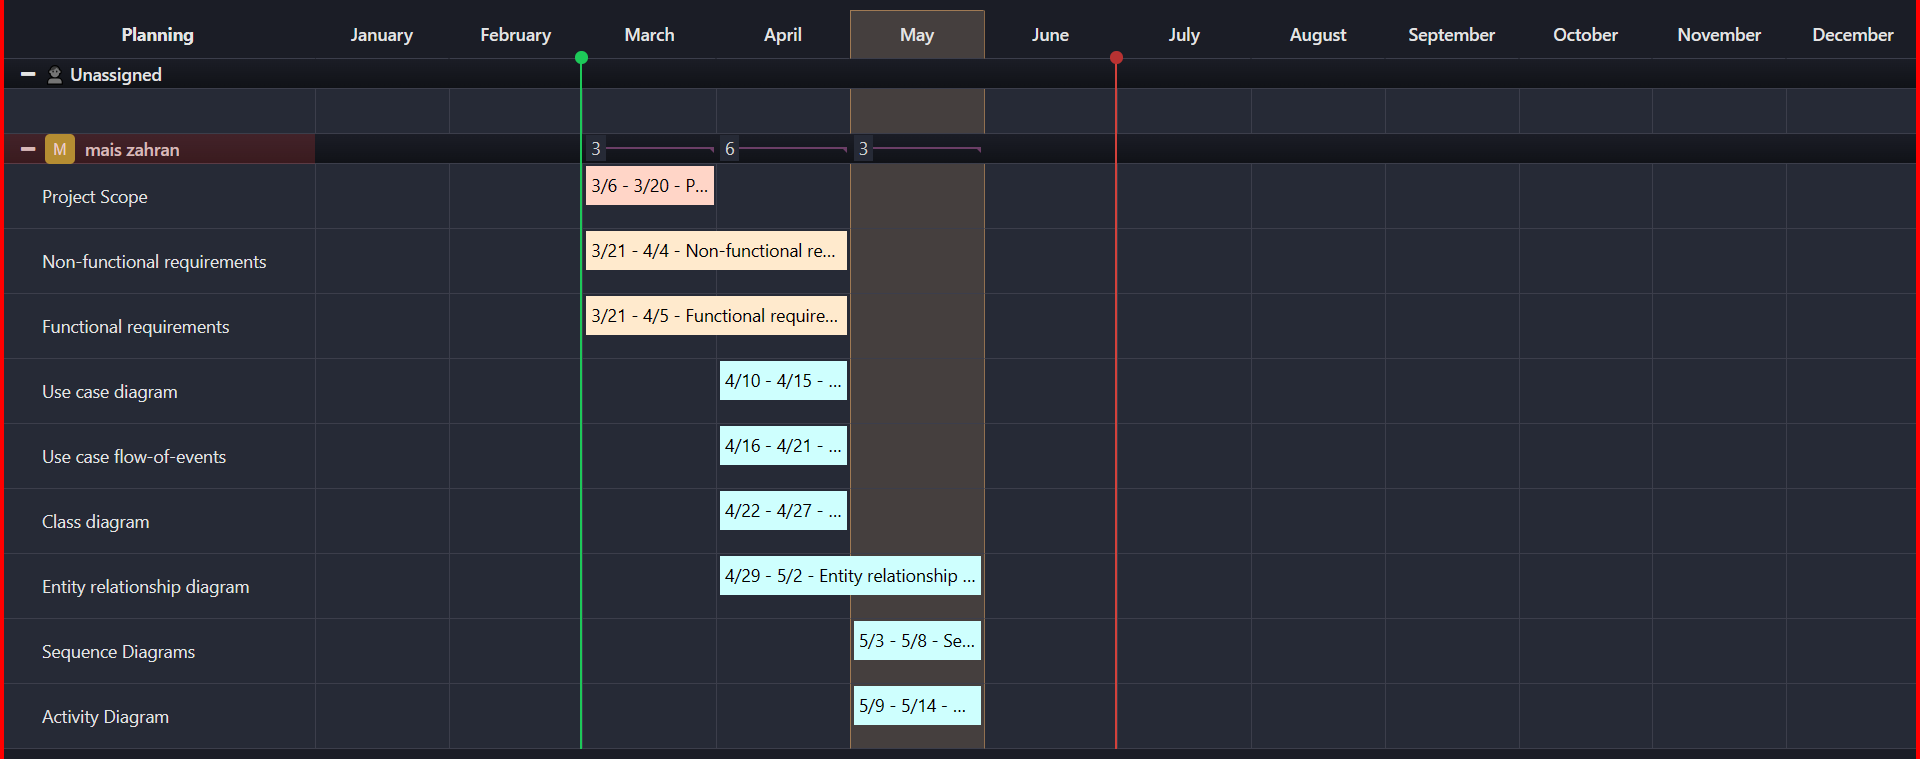 Planning January February March April May June July August September October November December
Unassigned
M mais zahran 3 6 3
Project Scope 3/6 - 3/20 - P...
Non-functional requirements 3/21 - 4/4 - Non-functional re...
Functional requirements 3/21 - 4/5 - Functional require...
Use case diagram 4/10 - 4/15 - ...
Use case flow-of-events 4/16 - 4/21 - ...
Class diagram 4/22 - 4/27 - ...
Entity relationship diagram 4/29 - 5/2 - Entity relationship ...
Sequence Diagrams 5/3 - 5/8 - Se...
Activity Diagram 5/9 - 5/14 - ...